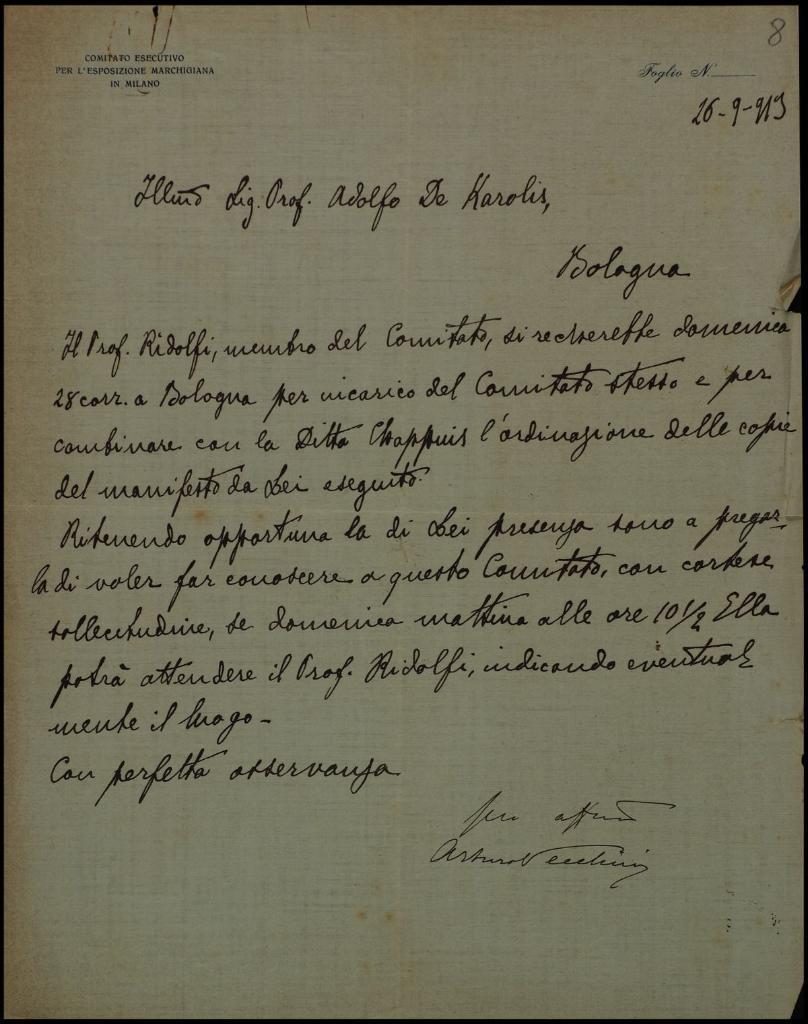 8
COMITATO ESECUTIVO
PER L'ESPOSIZIONE MARCHIGIANA
IN MILANO
Foglio N.
26-9-913
Illmo Sig. Prof. Adolfo De Karolis,
Bologna
Il Prof. Ridolfi, membro del Comitato, si recherebbe domenica
28 corr. a Bologna per incarico del Comitato stesso e per
combinare con la Ditta Chappuis l'ordinazione delle copie
del manifesto da Lei eseguito.
Ritenendo opportuna la di Lei presenza sono a pregar-
la di voler far conoscere a questo Comitato, con cortese
sollecitudine, se domenica mattina alle ore 10 1/2 Ella
potrà attendere il Prof. Ridolfi, indicando eventual
mente il luogo -
Con perfetta osservanza
Arturo Vecchini